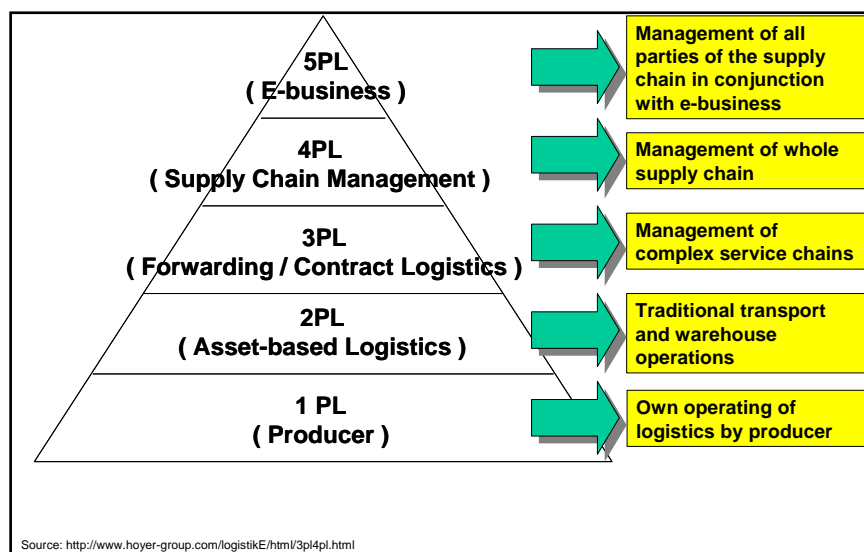 5PL
( E-business )
Management of all
parties of the supply
chain in conjunction
with e-business
4PL
( Supply Chain Management )
Management of whole
supply chain
3PL
( Forwarding / Contract Logistics )
Management of
complex service chains
2PL
( Asset-based Logistics )
Traditional transport
and warehouse
operations
1 PL
( Producer )
Own operating of
logistics by producer
Source: http://www.hoyer-group.com/logistikE/html/3pl4pl.html